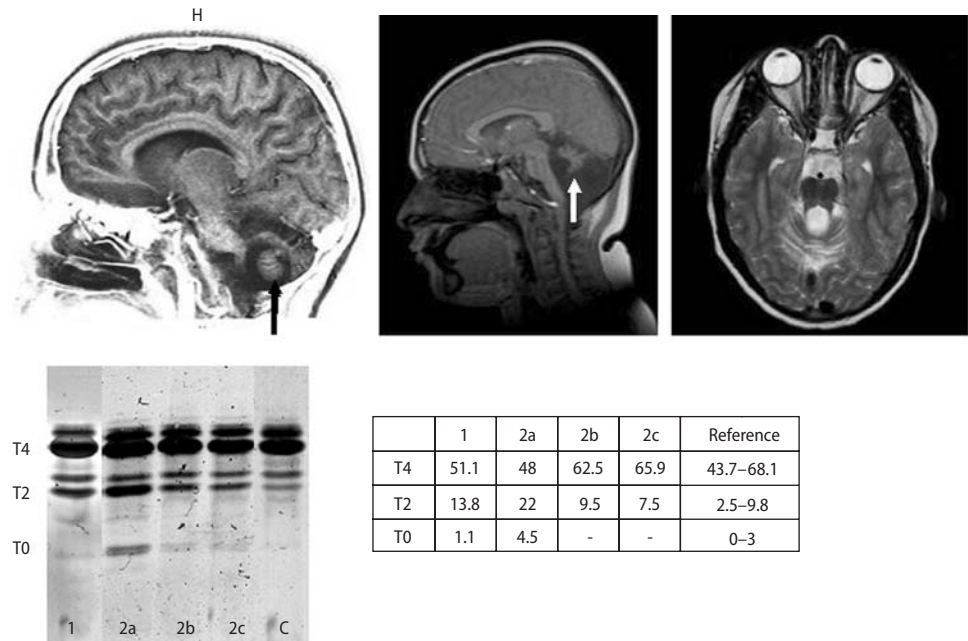 H
T4
T2
T0
1 2a 2b 2c C
1 2a 2b 2c Reference
T4 51.1 48 62.5 65.9 43.7–68.1
T2 13.8 22 9.5 7.5 2.5–9.8
T0 1.1 4.5 - - 0–3